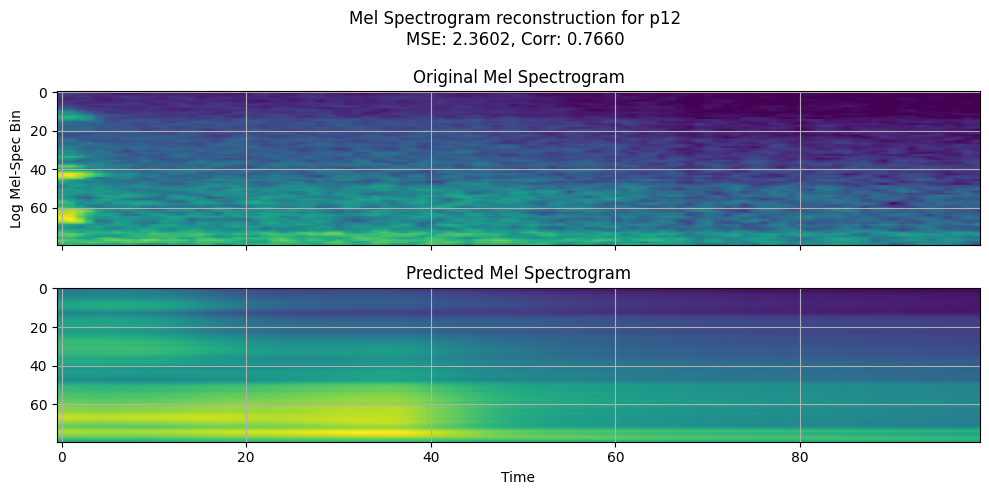 Mel Spectrogram reconstruction for p12
MSE: 2.3602, Corr: 0.7660
Original Mel Spectrogram
Log Mel-Spec Bin
0
20
40
60
Predicted Mel Spectrogram
0
20
40
60
0 20 40 60 80
Time